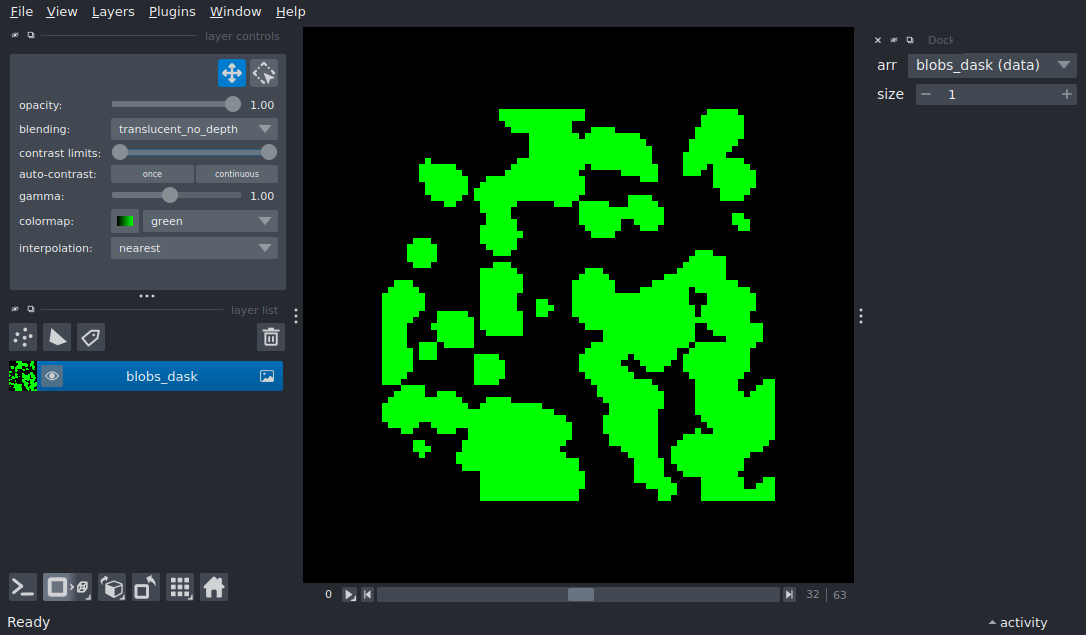 File View Layers Plugins Window Help
layer controls
opacity: 1.00
blending: translucent_no_depth
contrast limits:
auto-contrast: once continuous
gamma: 1.00
colormap: green
interpolation: nearest
layer list
blobs_dask
Dock
arr blobs_dask (data)
size − 1 +
0 32 | 63
Ready
activity